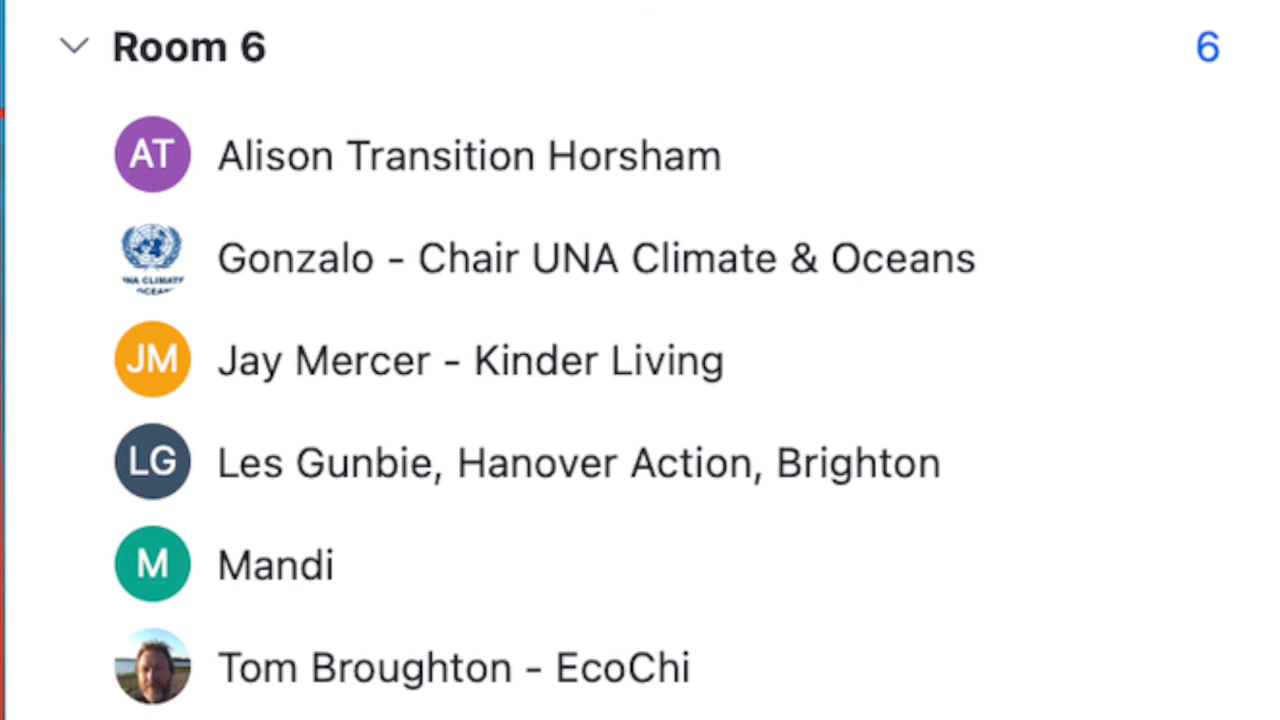 Room 6 6
AT Alison Transition Horsham
Gonzalo - Chair UNA Climate & Oceans
JM Jay Mercer - Kinder Living
LG Les Gunbie, Hanover Action, Brighton
M Mandi
Tom Broughton - EcoChi